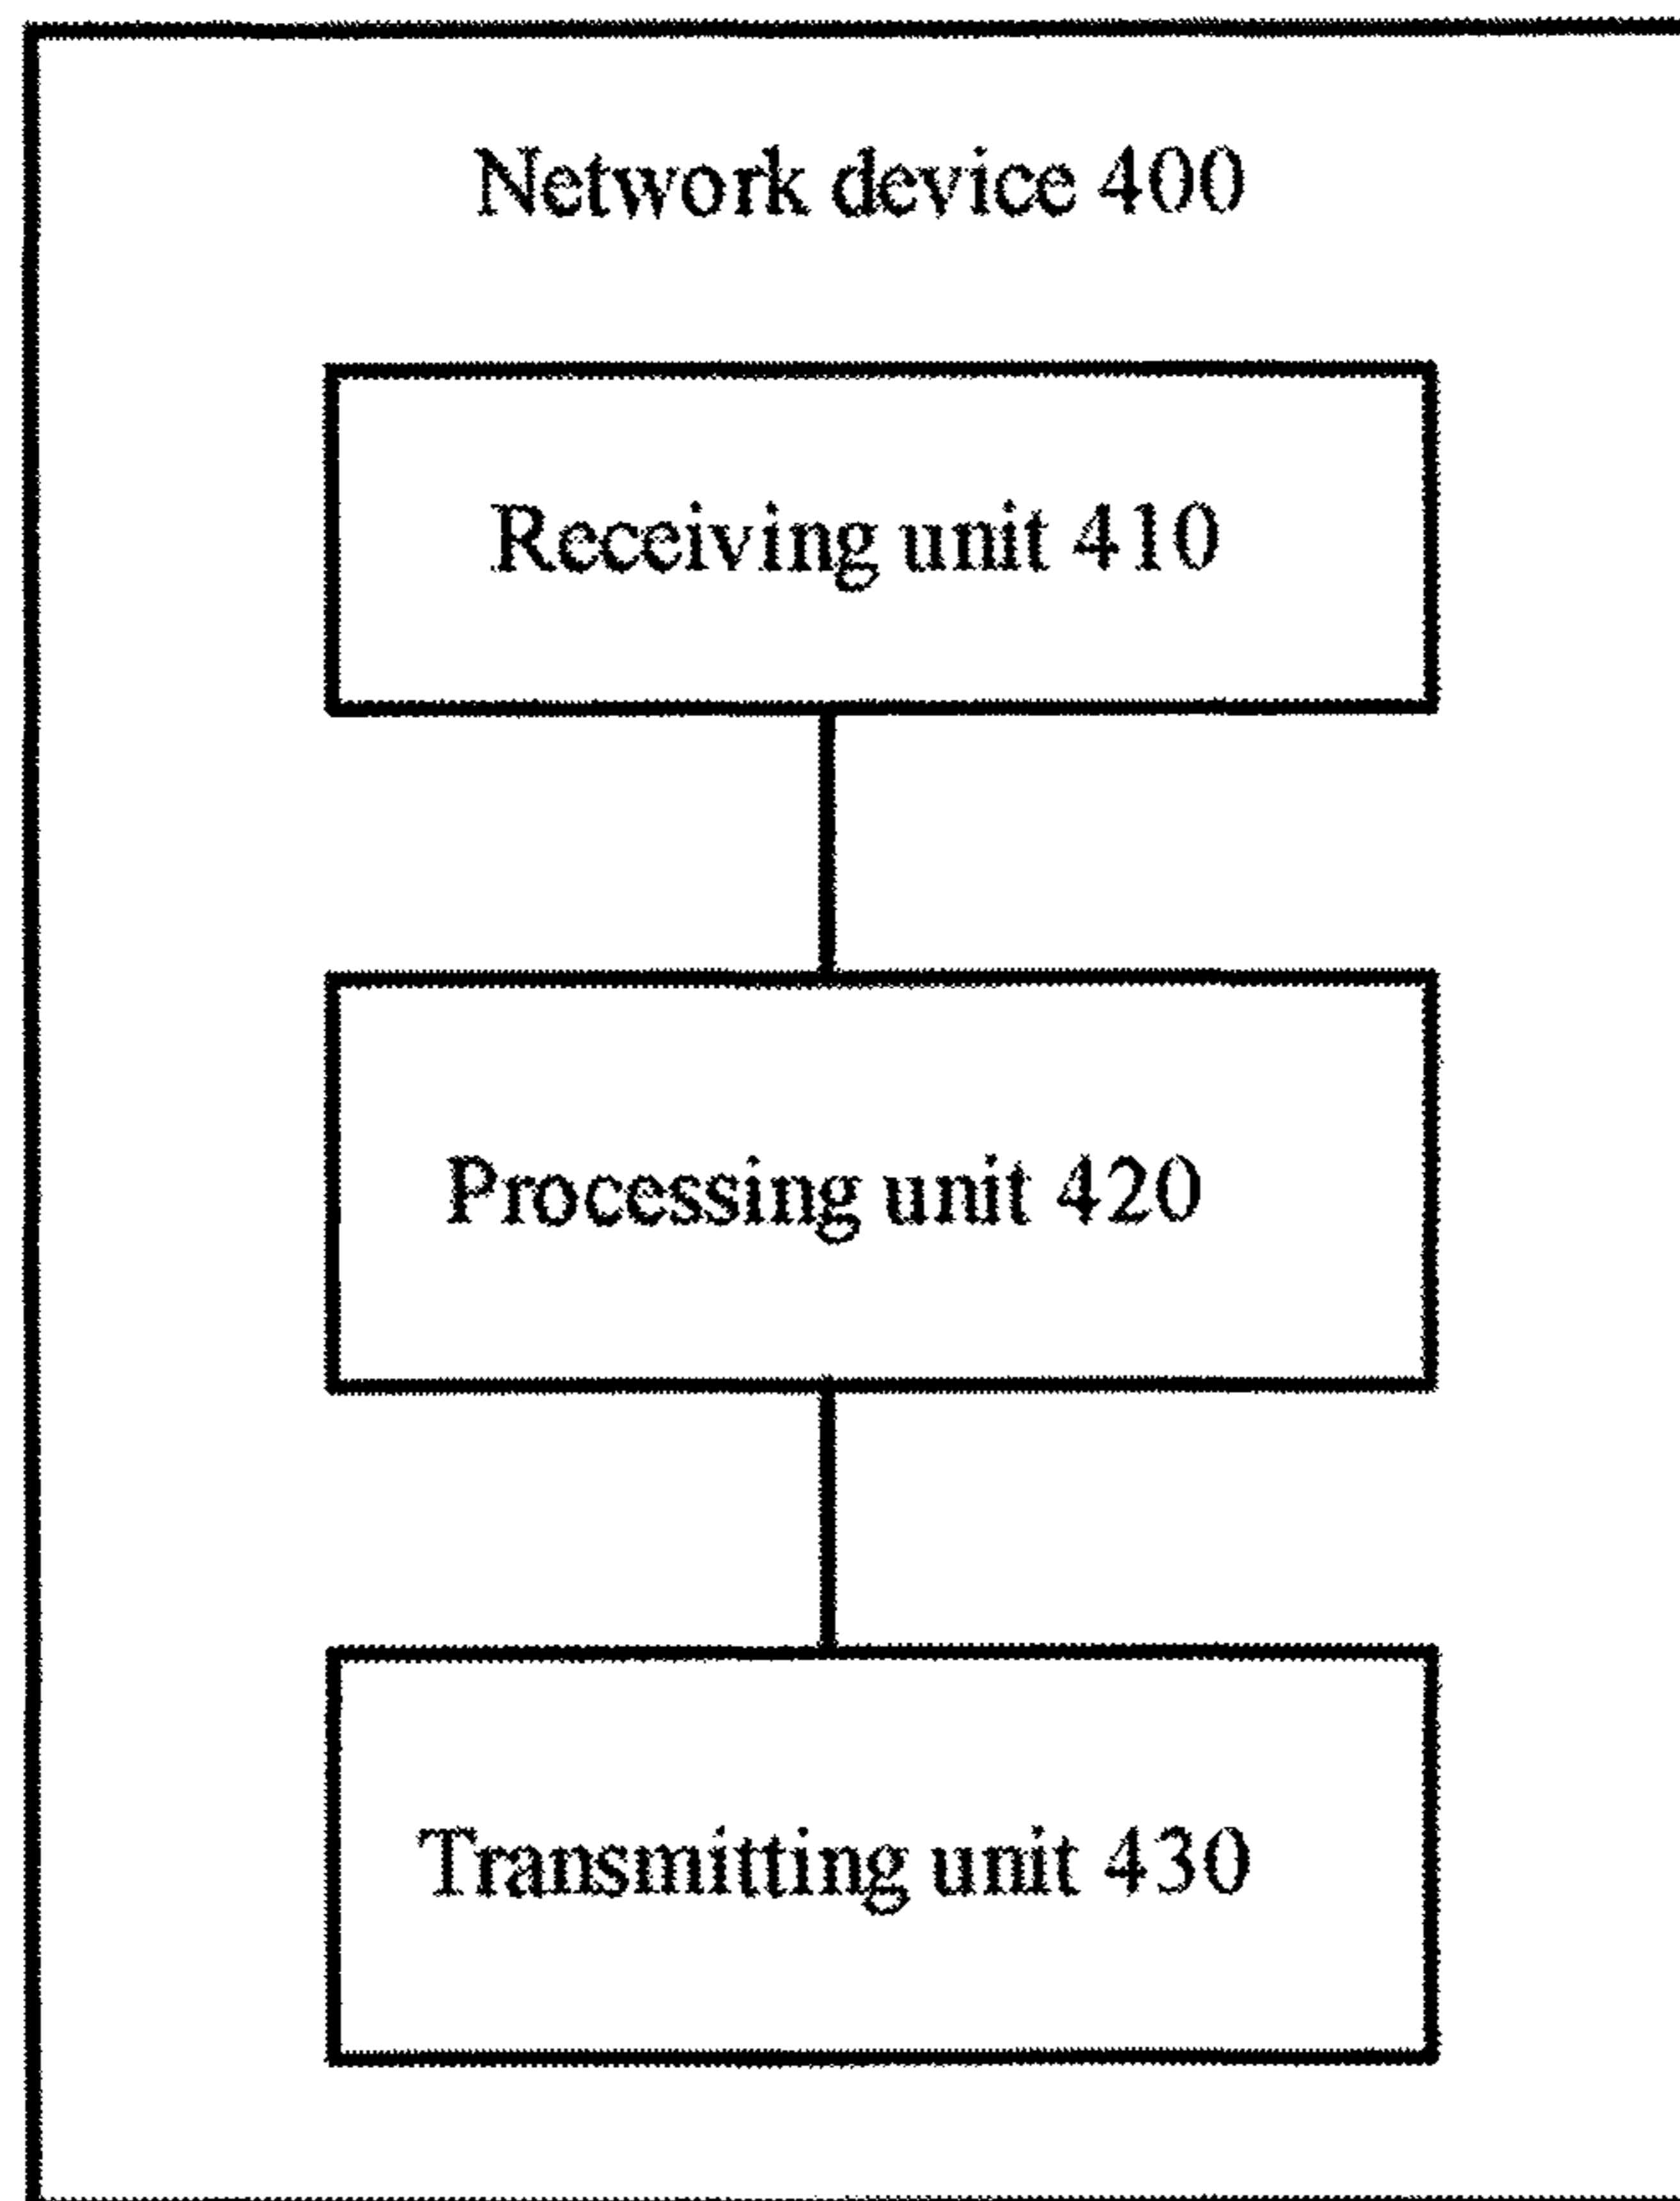 Network device 400
Receiving unit 410
Processing unit 420
Transmitting unit 430